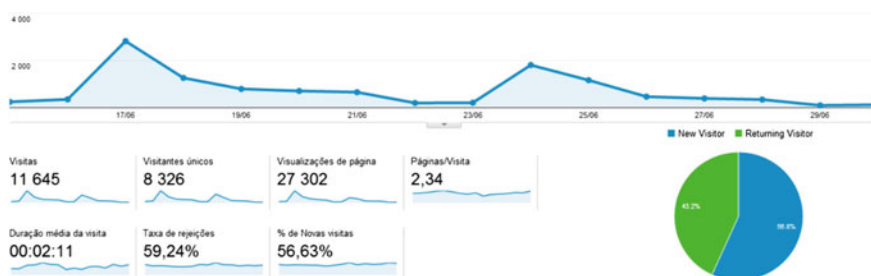 4 000
2 000
17/06 19/06 21/06 23/06 25/06 27/06 29/06
New Visitor Returning Visitor
Visitas Visitantes únicos Visualizações de página Páginas/Visita
11 645 8 326 27 302 2,34
43.2%
56.8%
Duração média da visita Taxa de rejeições % de Novas visitas
00:02:11 59,24% 56,63%